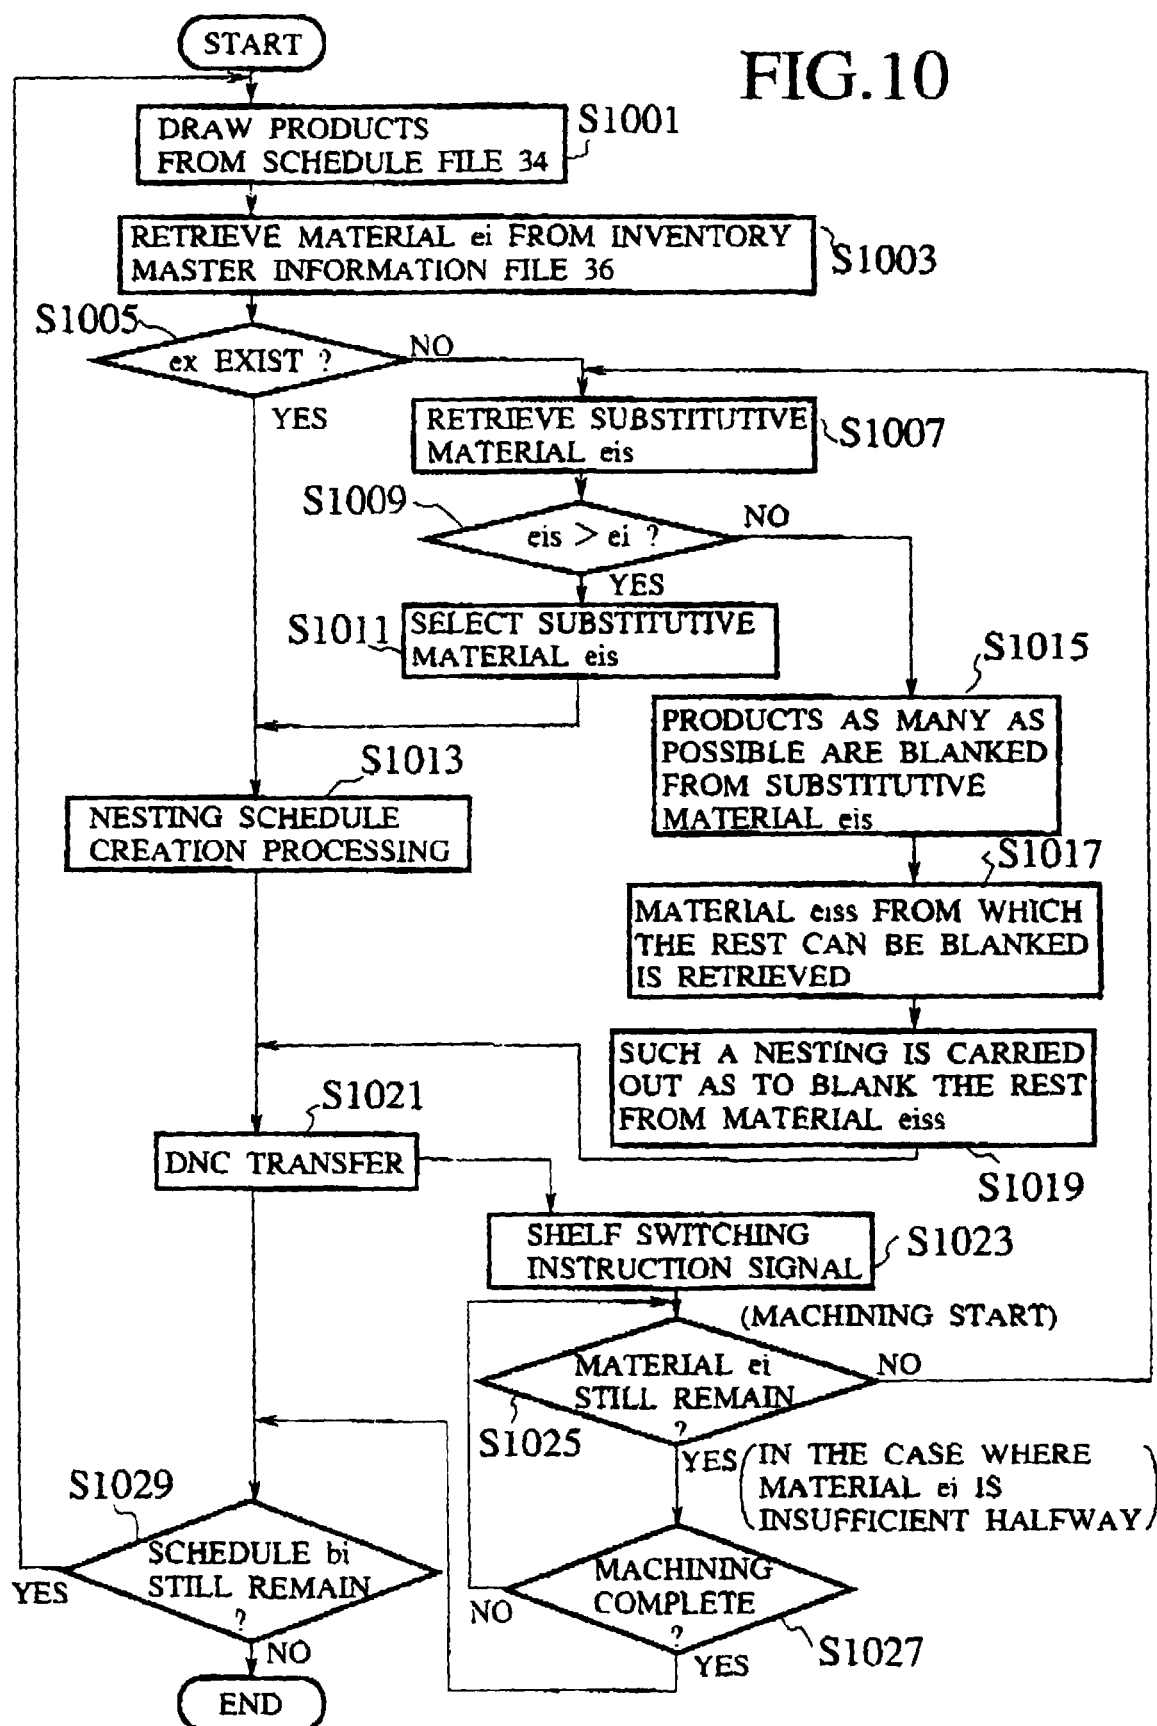 START
FIG.10
DRAW PRODUCTS
FROM SCHEDULE FILE 34
S1001
RETRIEVE MATERIAL ei FROM INVENTORY
MASTER INFORMATION FILE 36
S1003
S1005
ex EXIST ?
NO
YES
RETRIEVE SUBSTITUTIVE
MATERIAL eis
S1007
S1009
eis > ei ?
NO
YES
S1011
SELECT SUBSTITUTIVE
MATERIAL eis
S1015
PRODUCTS AS MANY AS
POSSIBLE ARE BLANKED
FROM SUBSTITUTIVE
MATERIAL eis
S1013
NESTING SCHEDULE
CREATION PROCESSING
S1017
MATERIAL eiss FROM WHICH
THE REST CAN BE BLANKED
IS RETRIEVED
SUCH A NESTING IS CARRIED
OUT AS TO BLANK THE REST
FROM MATERIAL eiss
S1019
S1021
DNC TRANSFER
SHELF SWITCHING
INSTRUCTION SIGNAL
S1023
(MACHINING START)
MATERIAL ei
STILL REMAIN
?
NO
S1025
YES
(IN THE CASE WHERE
MATERIAL ei IS
INSUFFICIENT HALFWAY)
S1029
SCHEDULE bi
STILL REMAIN
?
YES
NO
MACHINING
COMPLETE
?
NO
S1027
YES
END